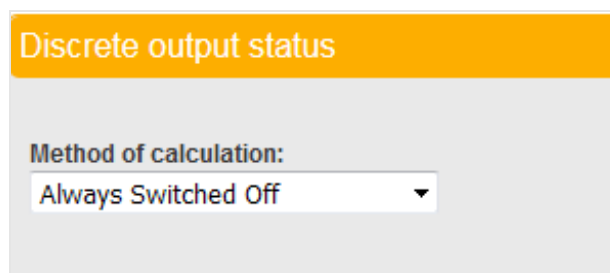 Discrete output status
Method of calculation:
Always Switched Off